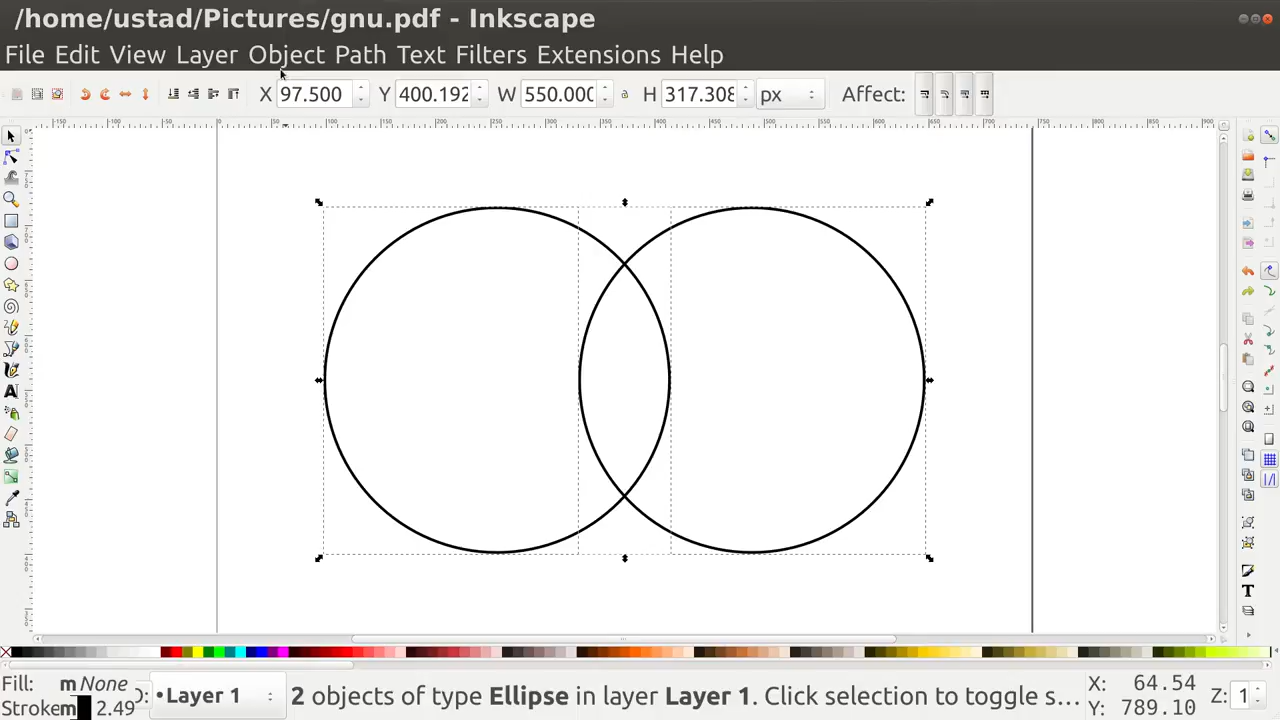 /home/ustad/Pictures/gnu.pdf - Inkscape
File Edit View Layer Object Path Text Filters Extensions Help
X 97.500 Y 400.192 W 550.000 H 317.308 px Affect:
Fill: m None
Stroke: m 2.49
•Layer 1
2 objects of type Ellipse in layer Layer 1. Click selection to toggle s...
X: 64.54
Y: 789.10
Z: 1